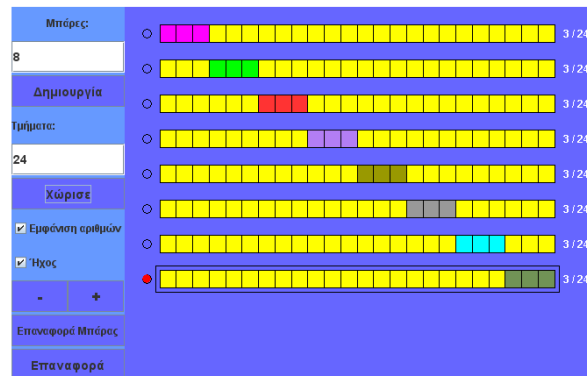 Μπάρες:
8
Δημιουργία
Τμήματα:
24
Χώρισε
Εμφάνιση αριθμών
Ήχος
- +
Επαναφορά Μπάρας
Επαναφορά
3 / 24
3 / 24
3 / 24
3 / 24
3 / 24
3 / 24
3 / 24
3 / 24